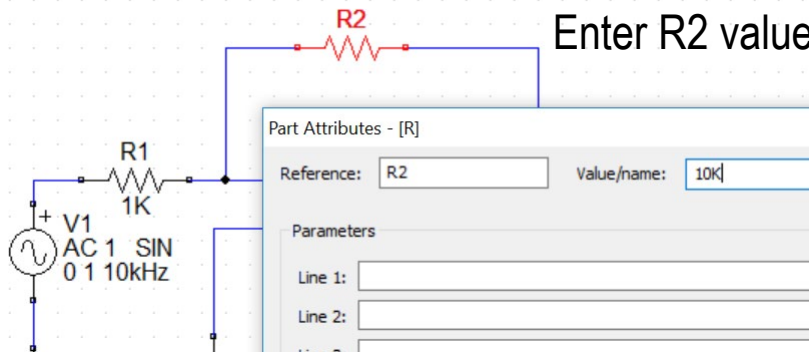 R2
Enter R2 value
Part Attributes - [R]
Reference: R2 Value/name: 10K
R1
1K
+
V1
AC 1 SIN
0 1 10kHz
Parameters
Line 1:
Line 2: